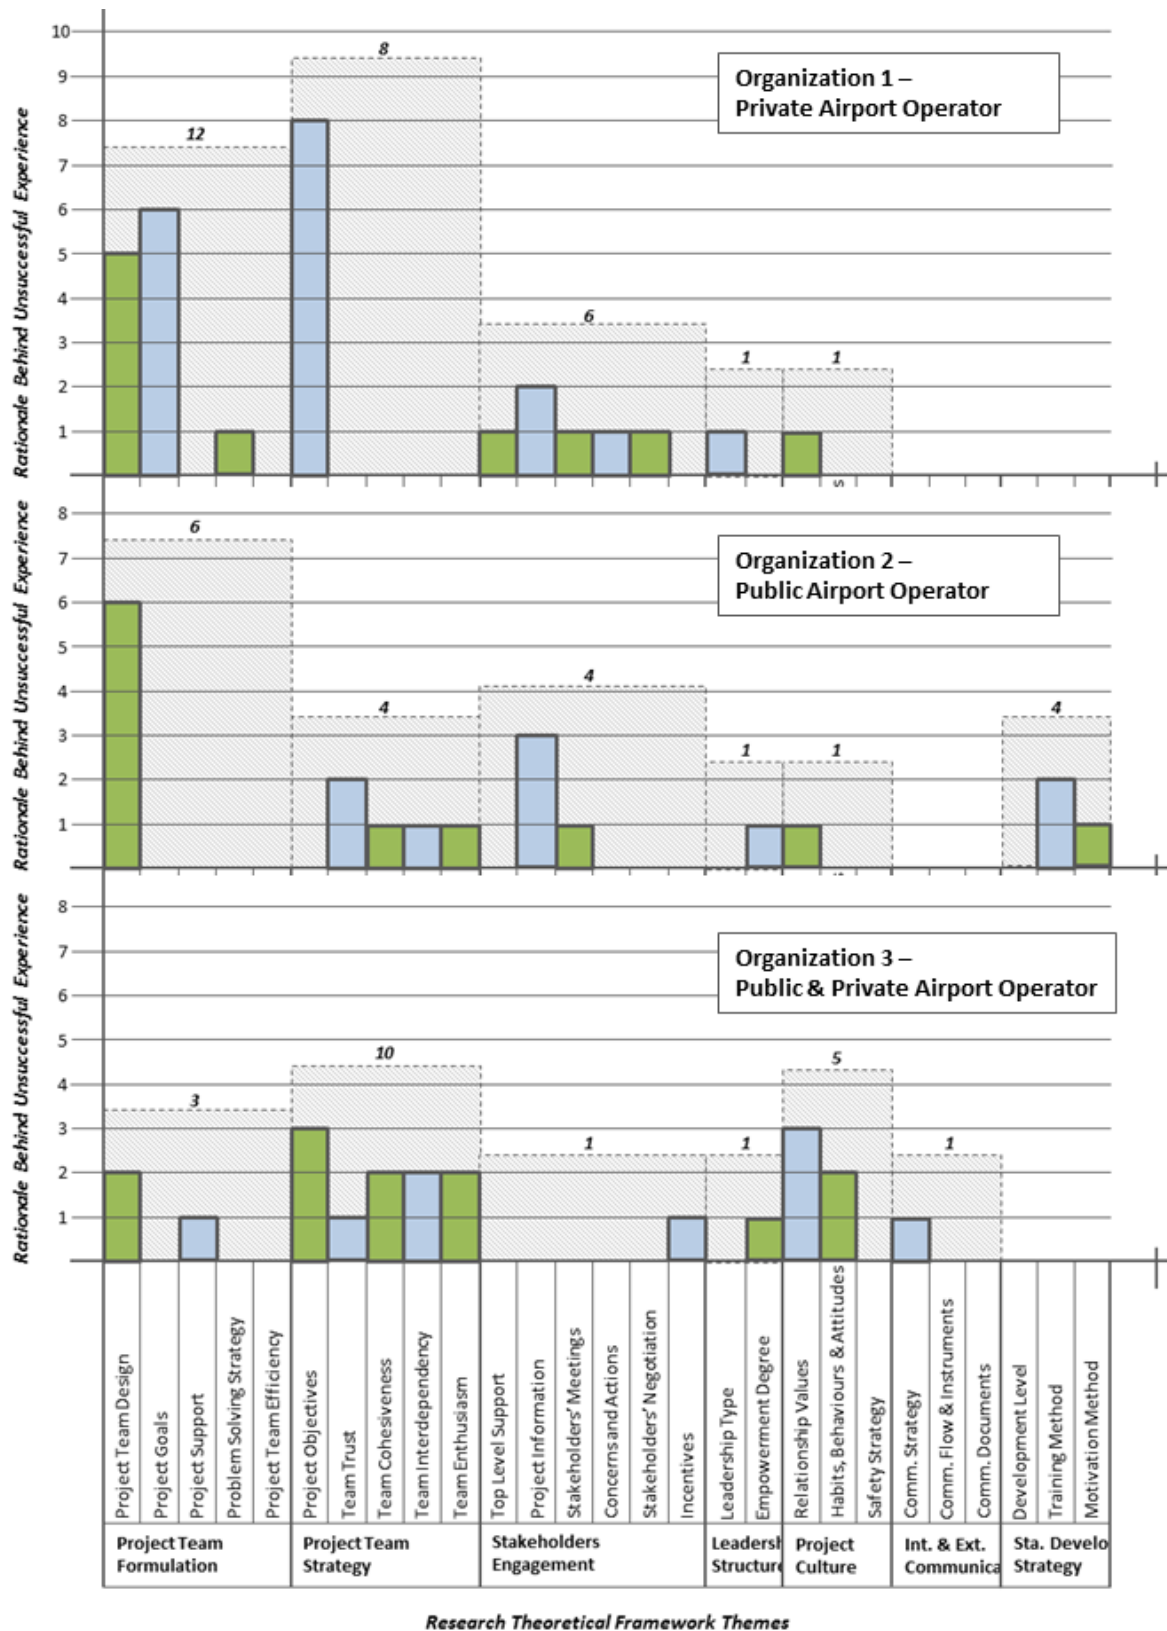 10
9
8
7
6
5
4
3
2
1
Rationale Behind Unsuccessful Experience
12
8
6
1
1
Organization 1 –
Private Airport Operator
8
7
6
5
4
3
2
1
Rationale Behind Unsuccessful Experience
6
4
4
1
1
4
Organization 2 –
Public Airport Operator
8
7
6
5
4
3
2
1
Rationale Behind Unsuccessful Experience
3
10
1
1
5
1
Organization 3 –
Public & Private Airport Operator
Project Team Design
Project Goals
Project Support
Problem Solving Strategy
Project Team Efficiency
Project Objectives
Team Trust
Team Cohesiveness
Team Interdependency
Team Enthusiasm
Top Level Support
Project Information
Stakeholders' Meetings
Concerns and Actions
Stakeholders' Negotiation
Incentives
Leadership Type
Empowerment Degree
Relationship Values
Habits, Behaviours & Attitudes
Safety Strategy
Comm. Strategy
Comm. Flow & Instruments
Comm. Documents
Development Level
Training Method
Motivation Method
Project Team
Formulation
Project Team
Strategy
Stakeholders
Engagement
Leadersh
Structure
Project
Culture
Int. & Ext.
Communica
Sta. Develo
Strategy
Research Theoretical Framework Themes